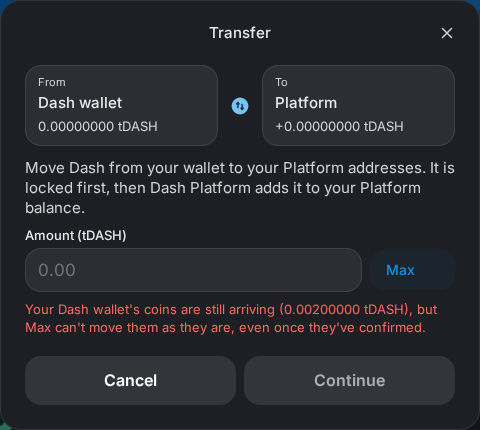 Transfer
From
Dash wallet
0.00000000 tDASH
To
Platform
+0.00000000 tDASH
Move Dash from your wallet to your Platform addresses. It is
locked first, then Dash Platform adds it to your Platform
balance.
Amount (tDASH)
0.00
Max
Your Dash wallet's coins are still arriving (0.00200000 tDASH), but
Max can't move them as they are, even once they've confirmed.
Cancel
Continue